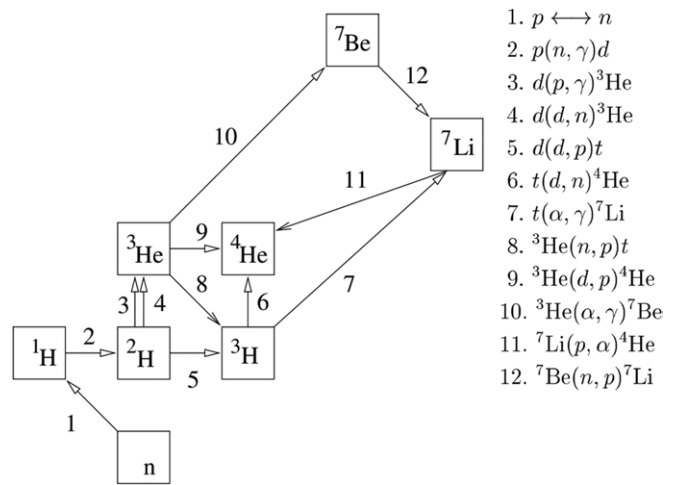 ⁷Be
12
10
⁷Li
11
³He
9
⁴He
8
7
3
4
6
¹H
2
²H
5
³H
1
n
1. p ⟷ n
2. p(n, γ)d
3. d(p, γ)³He
4. d(d, n)³He
5. d(d, p)t
6. t(d, n)⁴He
7. t(α, γ)⁷Li
8. ³He(n, p)t
9. ³He(d, p)⁴He
10. ³He(α, γ)⁷Be
11. ⁷Li(p, α)⁴He
12. ⁷Be(n, p)⁷Li